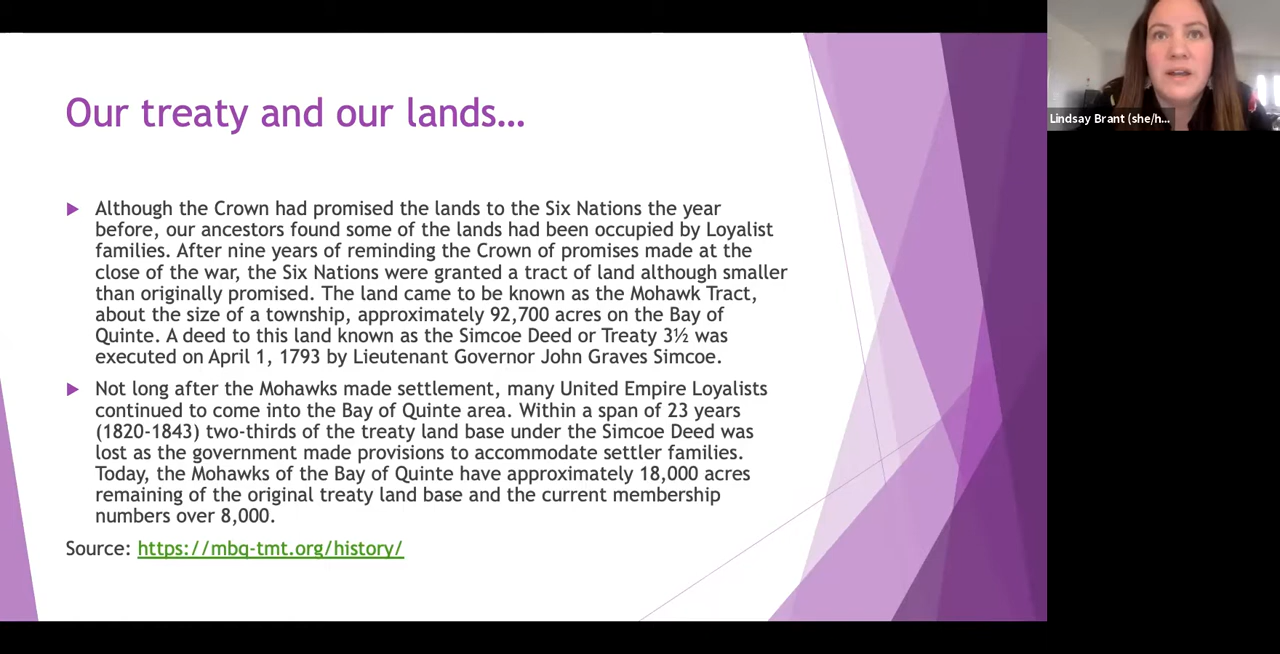 Our treaty and our lands...
Although the Crown had promised the lands to the Six Nations the year
before, our ancestors found some of the lands had been occupied by Loyalist
families. After nine years of reminding the Crown of promises made at the
close of the war, the Six Nations were granted a tract of land although smaller
than originally promised. The land came to be known as the Mohawk Tract,
about the size of a township, approximately 92,700 acres on the Bay of
Quinte. A deed to this land known as the Simcoe Deed or Treaty 3½ was
executed on April 1, 1793 by Lieutenant Governor John Graves Simcoe.
Not long after the Mohawks made settlement, many United Empire Loyalists
continued to come into the Bay of Quinte area. Within a span of 23 years
(1820-1843) two-thirds of the treaty land base under the Simcoe Deed was
lost as the government made provisions to accommodate settler families.
Today, the Mohawks of the Bay of Quinte have approximately 18,000 acres
remaining of the original treaty land base and the current membership
numbers over 8,000.
Source: https://mbq-tmt.org/history/
Lindsay Brant (she/h...